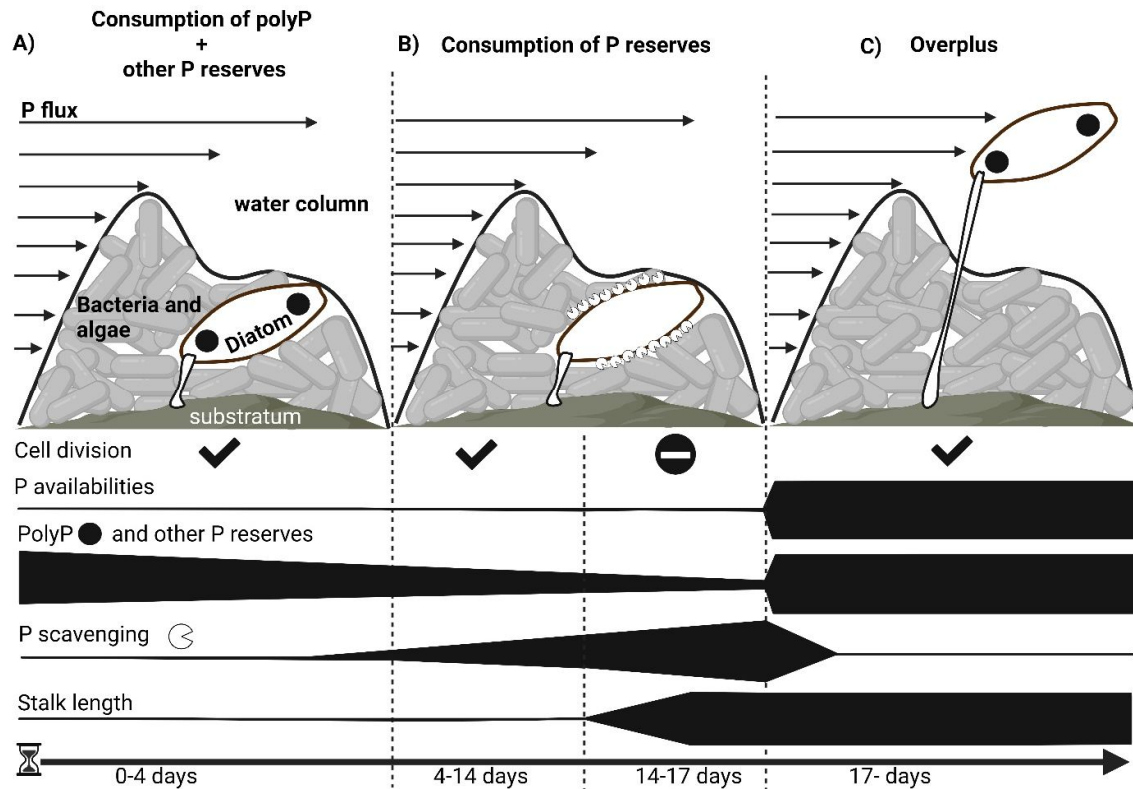 A)
Consumption of polyP
+
other P reserves
B)
Consumption of P reserves
C)
Overplus
P flux
water column
Bacteria and
algae
Diatom
substratum
Cell division
P availabilities
PolyP and other P reserves
P scavenging
Stalk length
0-4 days
4-14 days
14-17 days
17- days